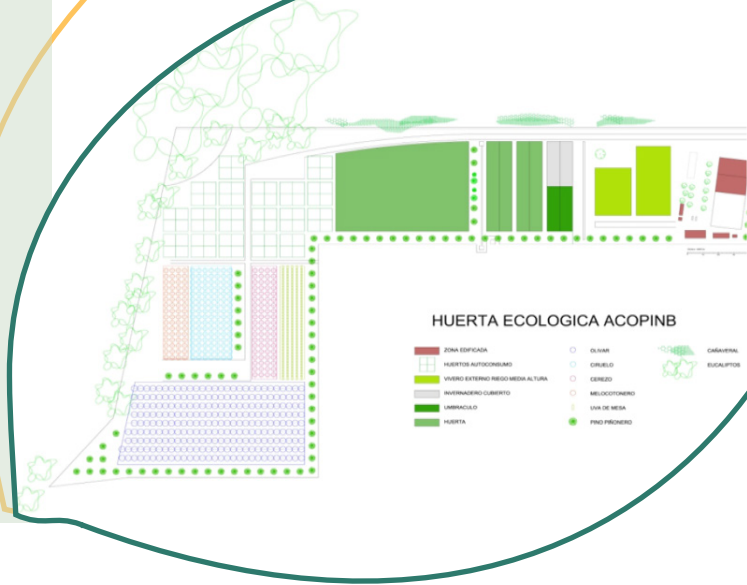 HUERTA ECOLOGICA ACOPINB
ZONA EDIFICADA
HUERTOS AUTOCONSUMO
VIVERO EXTERNO RIEGO MEDIA ALTURA
INVERNADERO CUBIERTO
UMBRACULO
HUERTA
OLIVAR
CIRUELO
CEREZO
MELOCOTONERO
UVA DE MESA
PINO PIÑONERO
CAÑAVERAL
EUCALIPTOS